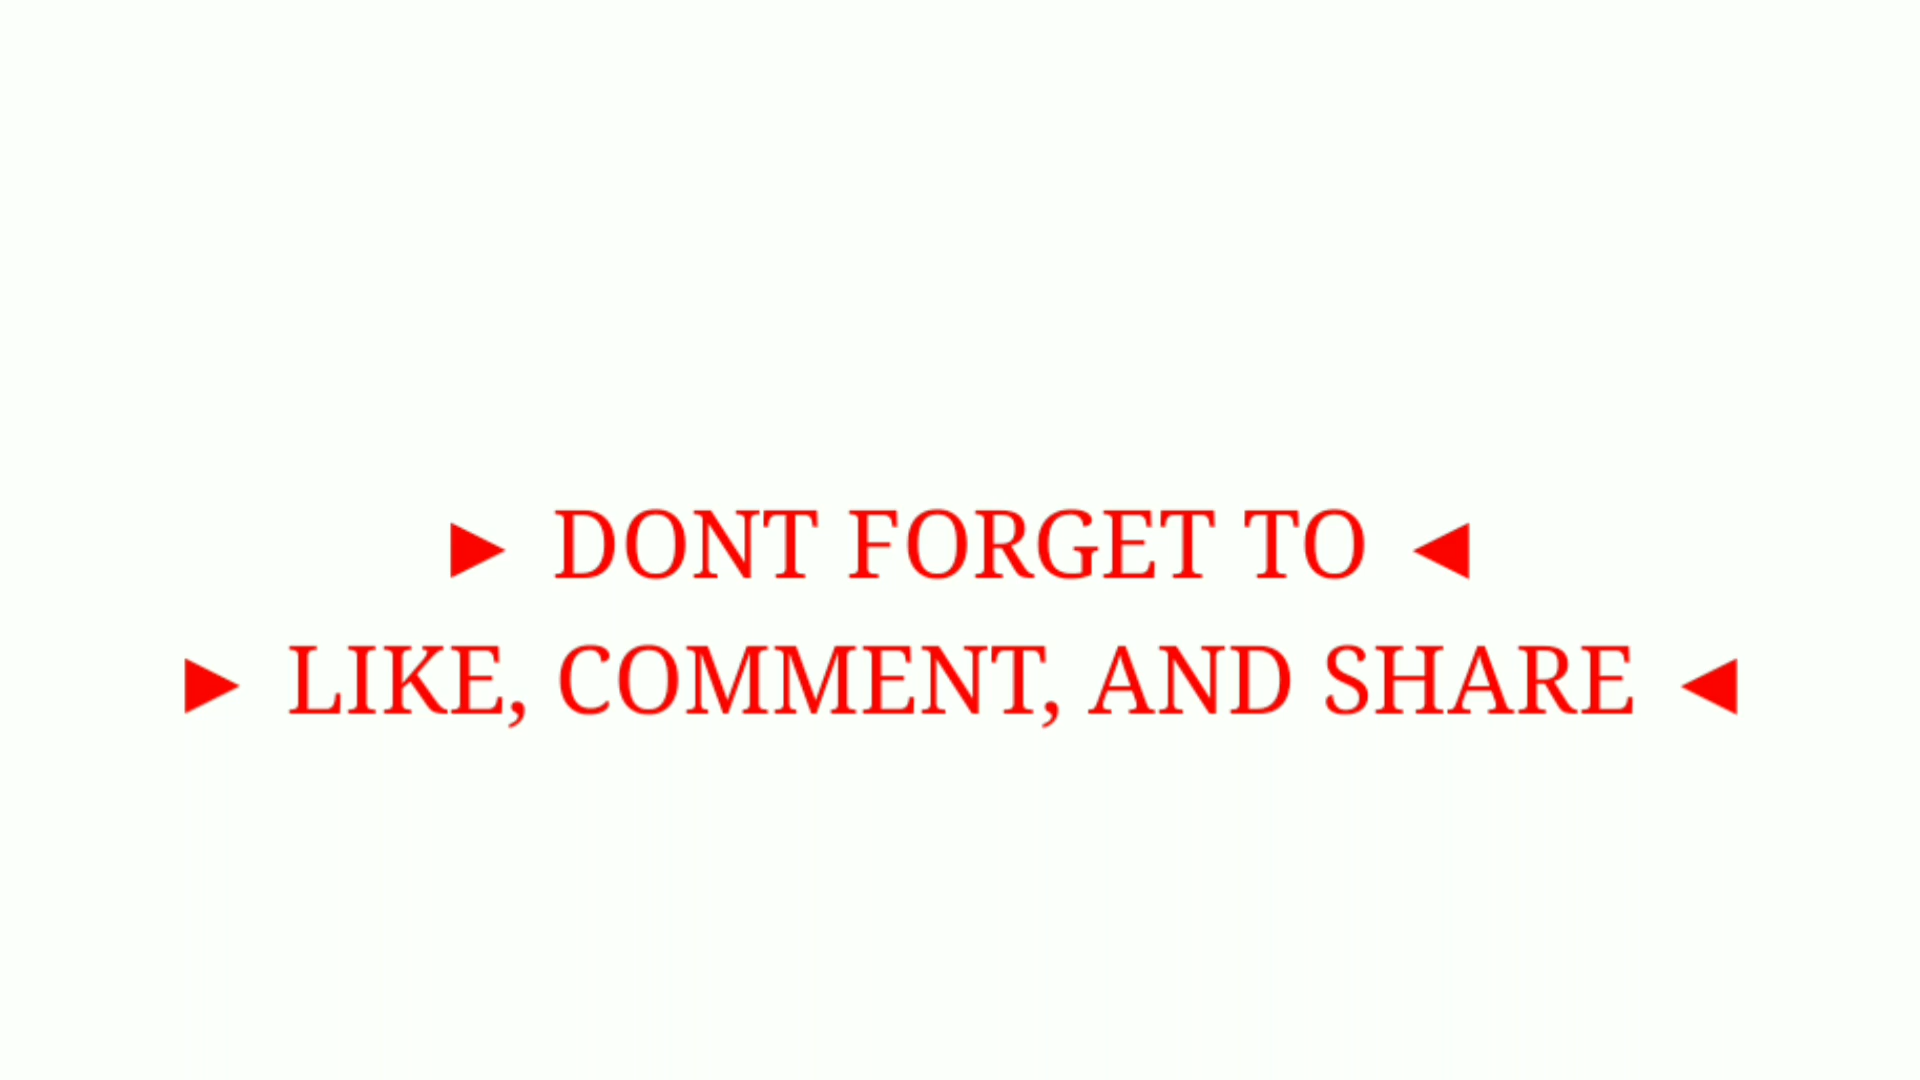 ► DONT FORGET TO ◄
► LIKE, COMMENT, AND SHARE ◄